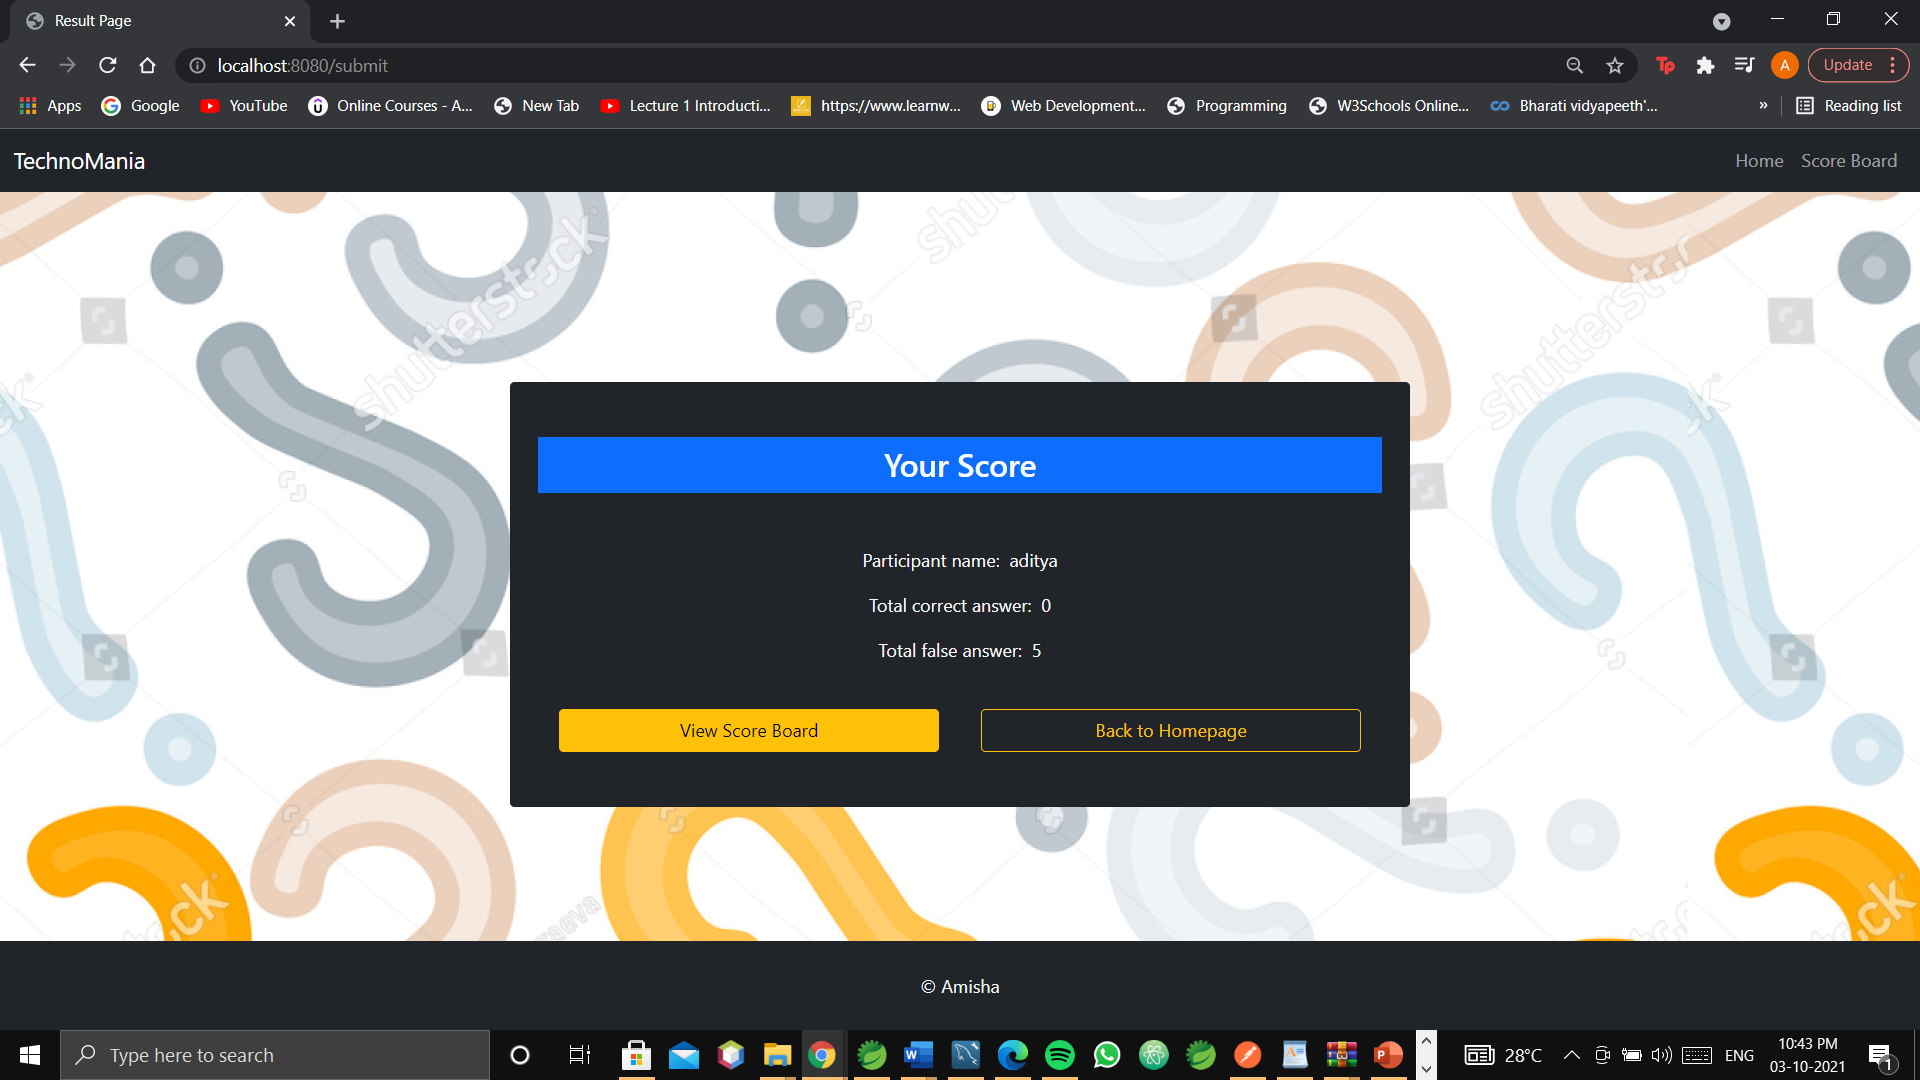 Result Page
localhost:8080/submit
Tp
A
Update
Apps
Google
YouTube
Online Courses - A...
New Tab
Lecture 1 Introducti...
https://www.learnw...
Web Development...
Programming
W3Schools Online...
Bharati vidyapeeth'...
»
Reading list
TechnoMania
Home
Score Board
shutterstock
Your Score
Participant name: aditya
Total correct answer: 0
Total false answer: 5
View Score Board
Back to Homepage
© Amisha
Type here to search
28°C
ENG
10:43 PM
03-10-2021
1